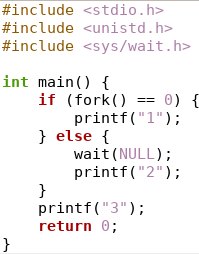 #include <stdio.h>
#include <unistd.h>
#include <sys/wait.h>

int main() {
    if (fork() == 0) {
        printf("1");
    } else {
        wait(NULL);
        printf("2");
    }
    printf("3");
    return 0;
}